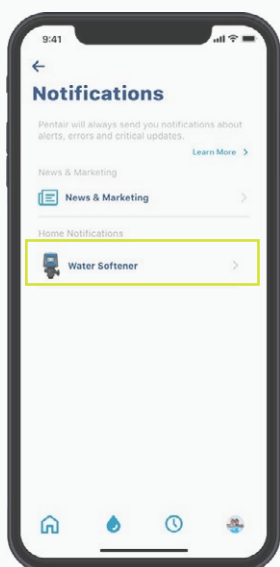 9:41
Notifications
Pentair will always send you notifications about
alerts, errors and critical updates.
Learn More >
News & Marketing
News & Marketing
Home Notifications
Water Softener